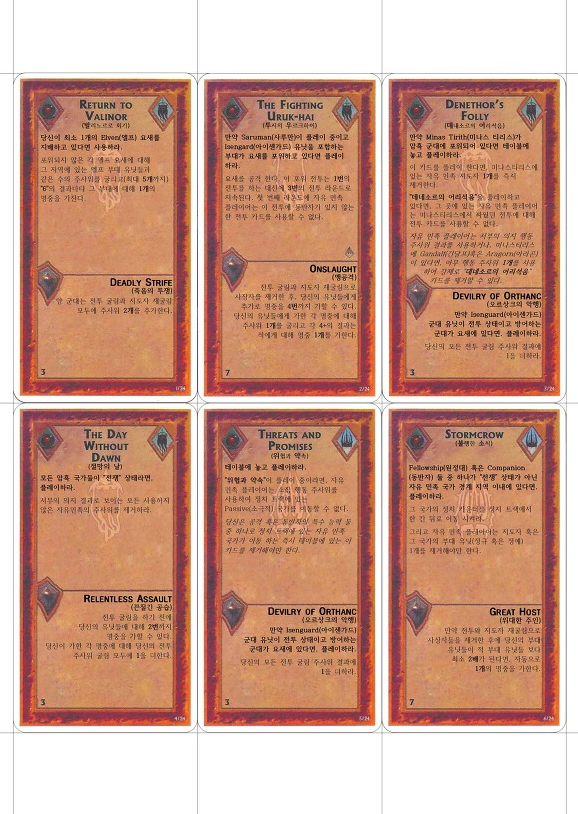 RETURN TO
VALINOR
(발리노르로 회귀)
당신이 최소 1개의 Elven(엘프) 요새를
지배하고 있다면 사용하라.
포위되지 않은 각 엘프 요새에 대해
그 지역에 있는 엘프 부대 유닛들과
같은 수의 주사위를 굴리고(최대 5개까지)
"6"의 결과마다 그 부대에 대해 1개의
명중을 가한다.
DEADLY STRIFE
(죽음의 투쟁)
양 군대는 전투 굴림과 지도자 재굴림
모두에 주사위 2개를 추가한다.
3
1/24
THE FIGHTING
URUK-HAI
(투사의 우르크하이)
만약 Saruman(사루만)이 플레이 중이고
Isengard(아이센가드) 유닛을 포함하는
부대가 요새를 포위하고 있다면 플레이
하라.
요새를 공격 한다. 이 포위 전투는 1번의
전투를 하는 대신에 3번의 전투 라운드로
지속된다. 첫 번째 라운드에 자유 민족
플레이어는 이 전투에 동반자가 있지 않는
한 전투 카드를 사용할 수 없다.
ONSLAUGHT
(맹공격)
전투 굴림과 지도자 재굴림으로
사상자를 제거한 후, 당신의 유닛들에게
추가로 명중을 4번까지 가할 수 있다.
당신의 유닛들에게 가한 각 명중에 대해
주사위 1개를 굴리고 각 4+의 결과는
적에게 대해 명중 1개를 가한다.
7
2/24
DENETHOR'S
FOLLY
(데네소르의 어리석음)
만약 Minas Tirith(미나스 티리스)가
암흑 군대에 포위되어 있다면 테이블에
놓고 플레이하라:
이 카드를 플레이 한다면, 미나스티리스에
있는 자유 민족 지도자 1개를 즉시
제거한다.
"데네소르의 어리석음"을 플레이하고
있다면, 그 곳에 있는 자유 민족 플레이어
는 미나스티리스에서 싸워진 전투에 대해
전투 카드를 사용할 수 없다.
자유 민족 플레이어는 서부의 의지 행동
주사위 결과를 사용하거나, 미나스티리스
에 Gandalf(간달프)혹은 Aragorn(아라곤)
이 있다면, 아무 행동 주사위 1개를 사용
하여 강제로 "데네소르의 어리석음"
카드를 제거할 수 있다.
DEVILRY OF ORTHANC
(오르상크의 악행)
만약 Isenguard(아이센가드)
군대 유닛이 전투 상태이고 방어하는
군대가 요새에 있다면, 플레이하라.
당신의 모든 전투 굴림 주사위 결과에
1을 더하라.
3
3/24
THE DAY
WITHOUT
DAWN
(절망의 날)
모든 암흑 국가들이 "전쟁" 상태라면,
플레이하라.
서부의 의지 결과로 보이는 모든 사용하지
않은 자유민족의 주사위를 제거하라.
RELENTLESS ASSAULT
(끈질긴 공습)
전투 굴림을 하기 전에
당신의 유닛들에 대해 2번까지
명중을 가할 수 있다.
당신이 가한 각 명중에 대해 당신의 전투
주사위 굴림 모두에 1을 더한다.
3
4/24
THREATS AND
PROMISES
(위협과 약속)
테이블에 놓고 플레이하라.
"위협과 약속"이 플레이 중이라면, 자유
민족 플레이어는 소집 행동 주사위를
사용하여 정치 트랙에 있는
Passive(소극적) 국가를 이동할 수 없다.
당신은 공격 혹은 동반자의 특수 능력 둘
중 하나로 정치 트랙에 있는 자유 민족
국가가 이동 하는 즉시 테이블에 있는 이
카드를 제거해야만 한다.
DEVILRY OF ORTHANC
(오르상크의 악행)
만약 Isenguard(아이센가드)
군대 유닛이 전투 상태이고 방어하는
군대가 요새에 있다면, 플레이하라.
당신의 모든 전투 굴림 주사위 결과에
1을 더하라.
3
5/24
STORMCROW
(불행한 소식)
Fellowship(원정대) 혹은 Companion
(동반자) 둘 중 하나가 "전쟁" 상태가 아닌
자유 민족 국가 경계 지역 이내에 있다면,
플레이하라.
그 국가의 정치 카운터를 정치 트랙에서
한 칸 뒤로 이동 시켜라.
그리고 자유 민족 플레이어는 지도자 혹은
그 국가의 부대 유닛(정규 혹은 정예)
1개를 제거해야만 한다.
GREAT HOST
(위대한 주인)
만약 전투와 지도자 재굴림으로
사상자들을 제거한 후에 당신의 부대
유닛들이 적 부대 유닛들 보다
최소 2배가 된다면, 자동으로
1개의 명중을 가한다.
7
6/24